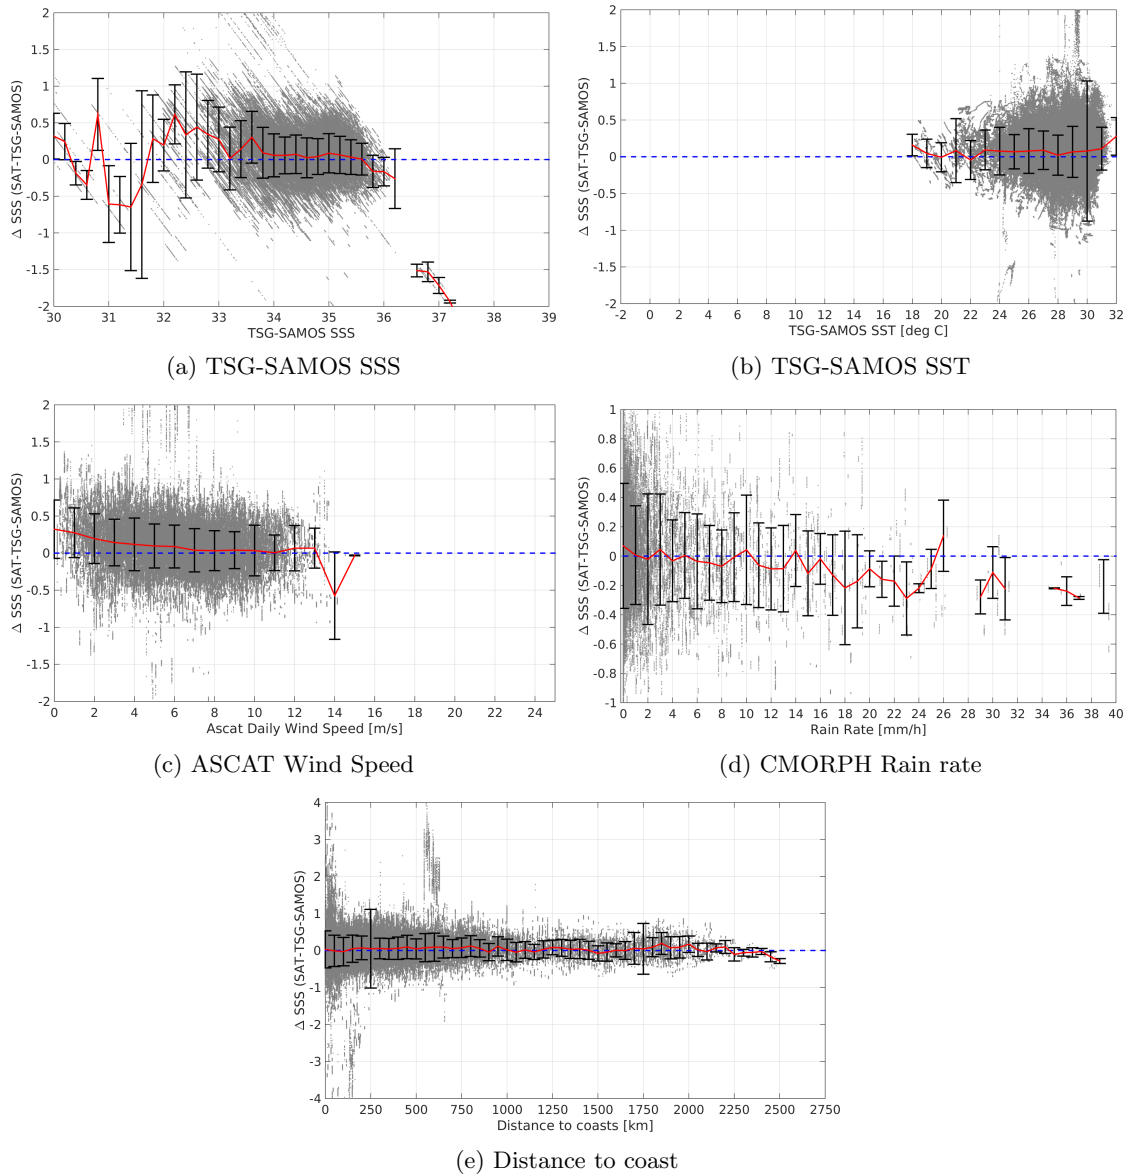 2
1.5
1
0.5
0
-0.5
-1
-1.5
-2
Δ SSS (SAT-TSG-SAMOS)
30 31 32 33 34 35 36 37 38 39
TSG-SAMOS SSS
(a) TSG-SAMOS SSS
2
1.5
1
0.5
0
-0.5
-1
-1.5
-2
Δ SSS (SAT-TSG-SAMOS)
-2 0 2 4 6 8 10 12 14 16 18 20 22 24 26 28 30 32
TSG-SAMOS SST [deg C]
(b) TSG-SAMOS SST
2
1.5
1
0.5
0
-0.5
-1
-1.5
-2
Δ SSS (SAT-TSG-SAMOS)
0 2 4 6 8 10 12 14 16 18 20 22 24
Ascat Daily Wind Speed [m/s]
(c) ASCAT Wind Speed
1
0.8
0.6
0.4
0.2
0
-0.2
-0.4
-0.6
-0.8
-1
Δ SSS (SAT-TSG-SAMOS)
0 2 4 6 8 10 12 14 16 18 20 22 24 26 28 30 32 34 36 38 40
Rain Rate [mm/h]
(d) CMORPH Rain rate
4
3
2
1
0
-1
-2
-3
-4
Δ SSS (SAT-TSG-SAMOS)
0 250 500 750 1000 1250 1500 1750 2000 2250 2500 2750
Distance to coasts [km]
(e) Distance to coast